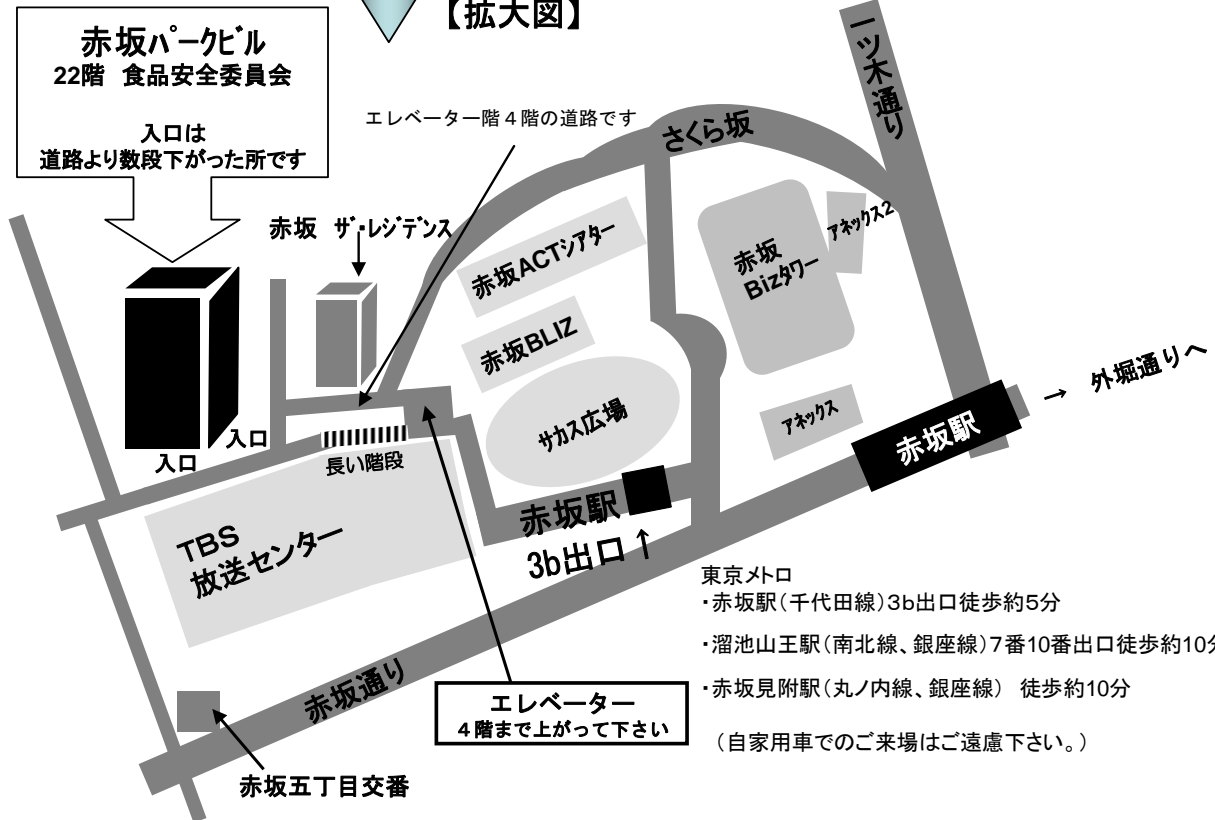 【拡大図】
赤坂パークビル
22階 食品安全委員会
入口は
道路より数段下がった所です
エレベーター階４階の道路です
一ツ木通り
さくら坂
赤坂 ザ・レジデンス
赤坂ACTシアター
赤坂BLIZ
サカス広場
赤坂
Bizタワー
アネックス2
アネックス
赤坂駅
→ 外堀通りへ
入口
入口
長い階段
TBS
放送センター
赤坂駅
3b出口↑
東京メトロ
・赤坂駅(千代田線)3b出口徒歩約5分
・溜池山王駅(南北線、銀座線)7番10番出口徒歩約10分
・赤坂見附駅(丸ノ内線、銀座線) 徒歩約10分
(自家用車でのご来場はご遠慮下さい。)
赤坂通り
エレベーター
４階まで上がって下さい
赤坂五丁目交番